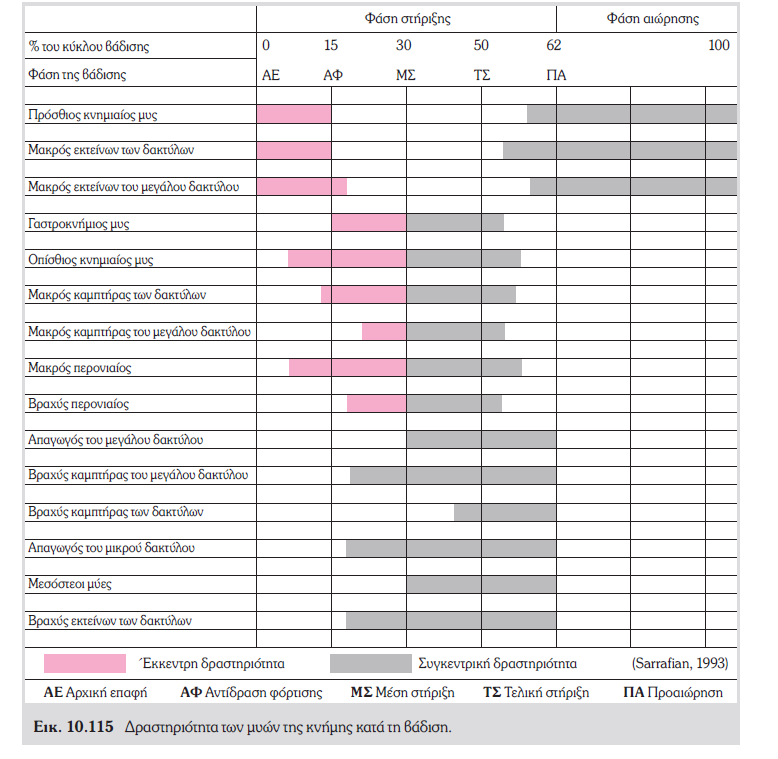 Φάση στήριξης Φάση αιώρησης
% του κύκλου βάδισης 0 15 30 50 62 100
Φάση της βάδισης ΑΕ ΑΦ ΜΣ ΤΣ ΠΑ
Πρόσθιος κνημιαίος μυς
Μακρός εκτείνων των δακτύλων
Μακρός εκτείνων του μεγάλου δακτύλου
Γαστροκνήμιος μυς
Οπίσθιος κνημιαίος μυς
Μακρός καμπτήρας των δακτύλων
Μακρός καμπτήρας του μεγάλου δακτύλου
Μακρός περονιαίος
Βραχύς περονιαίος
Απαγωγός του μεγάλου δακτύλου
Βραχύς καμπτήρας του μεγάλου δακτύλου
Βραχύς καμπτήρας των δακτύλων
Απαγωγός του μικρού δακτύλου
Μεσόστεοι μύες
Βραχύς εκτείνων των δακτύλων
Έκκεντρη δραστηριότητα Συγκεντρική δραστηριότητα (Sarrafian, 1993)
ΑΕ Αρχική επαφή ΑΦ Αντίδραση φόρτισης ΜΣ Μέση στήριξη ΤΣ Τελική στήριξη ΠΑ Προαιώρηση
Εικ. 10.115 Δραστηριότητα των μυών της κνήμης κατά τη βάδιση.